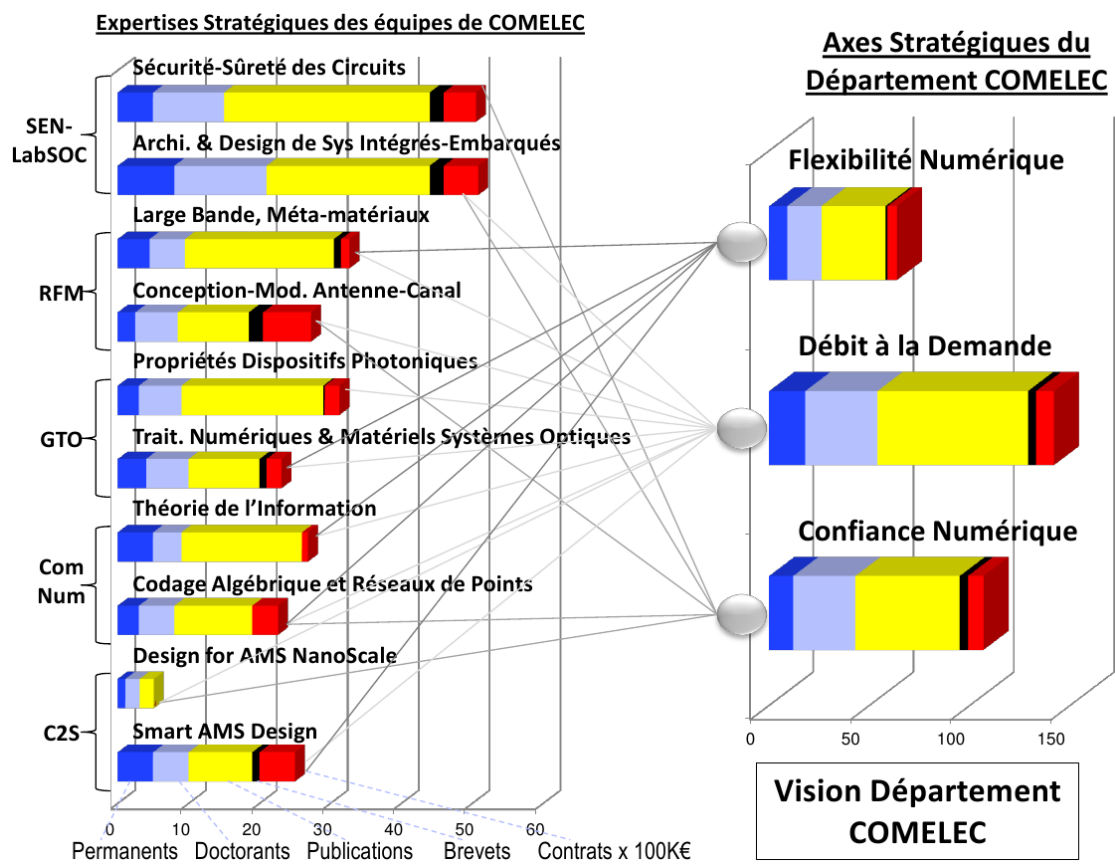 Expertises Stratégiques des équipes de COMELEC
Sécurité-Sûreté des Circuits
SEN-
LabSOC
Archi. & Design de Sys Intégrés-Embarqués
Large Bande, Méta-matériaux
RFM
Conception-Mod. Antenne-Canal
Propriétés Dispositifs Photoniques
GTO
Trait. Numériques & Matériels Systèmes Optiques
Théorie de l'Information
Com
Num
Codage Algébrique et Réseaux de Points
Design for AMS NanoScale
C2S
Smart AMS Design
0 10 20 30 40 50 60
Permanents Doctorants Publications Brevets Contrats x 100K€
Axes Stratégiques du
Département COMELEC
Flexibilité Numérique
Débit à la Demande
Confiance Numérique
0 50 100 150
Vision Département
COMELEC